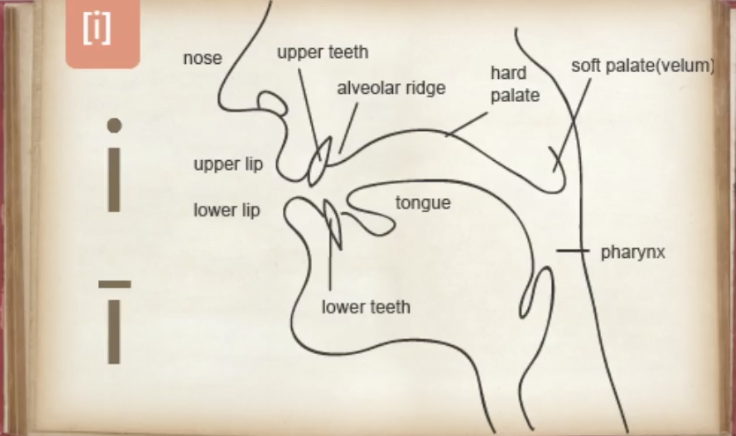 [i]
nose
upper teeth
alveolar ridge
hard
palate
soft palate(velum)
upper lip
lower lip
tongue
pharynx
lower teeth
i
ī